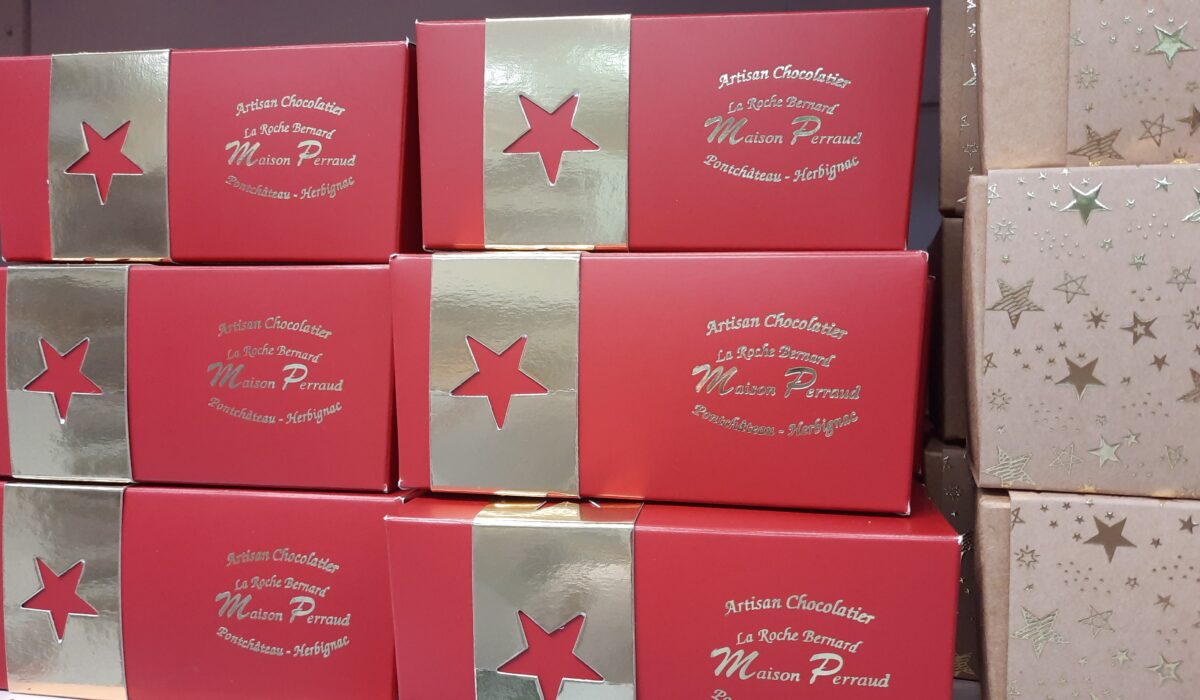 Artisan Chocolatier
La Roche Bernard
Maison Perraud
Pontchâteau - Herbignac
Artisan Chocolatier
La Roche Bernard
Maison Perraud
Pontchâteau - Herbignac
Artisan Chocolatier
La Roche Bernard
Maison Perraud
Pontchâteau - Herbignac
Artisan Chocolatier
La Roche Bernard
Maison Perraud
Pontchâteau - Herbignac
Artisan Chocolatier
La Roche Bernard
Maison Perraud
Pontchâteau - Herbignac
Artisan Chocolatier
La Roche Bernard
Maison Perraud